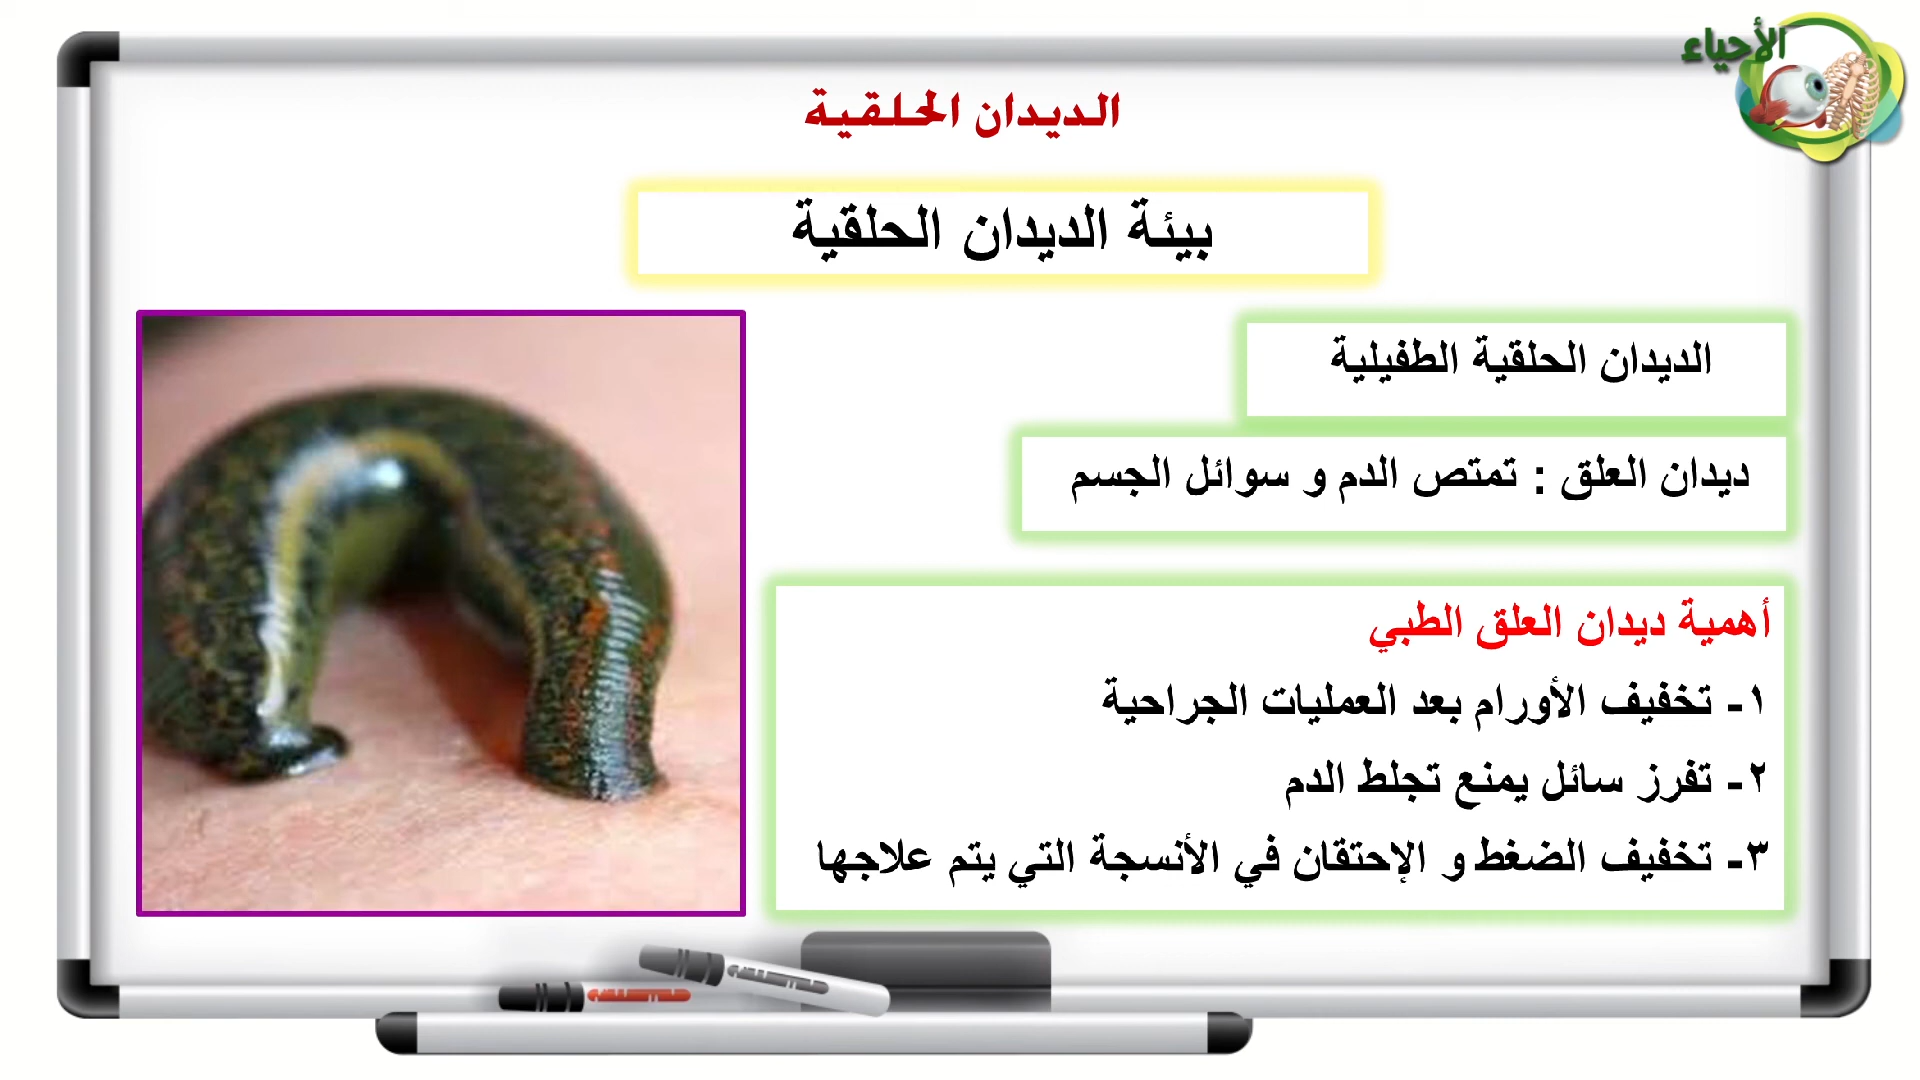 الأحياء
الديدان الحلقية
بيئة الديدان الحلقية
الديدان الحلقية الطفيلية
ديدان العلق : تمتص الدم و سوائل الجسم
أهمية ديدان العلق الطبي
١- تخفيف الأورام بعد العمليات الجراحية
٢- تفرز سائل يمنع تجلط الدم
٣- تخفيف الضغط و الإحتقان في الأنسجة التي يتم علاجها